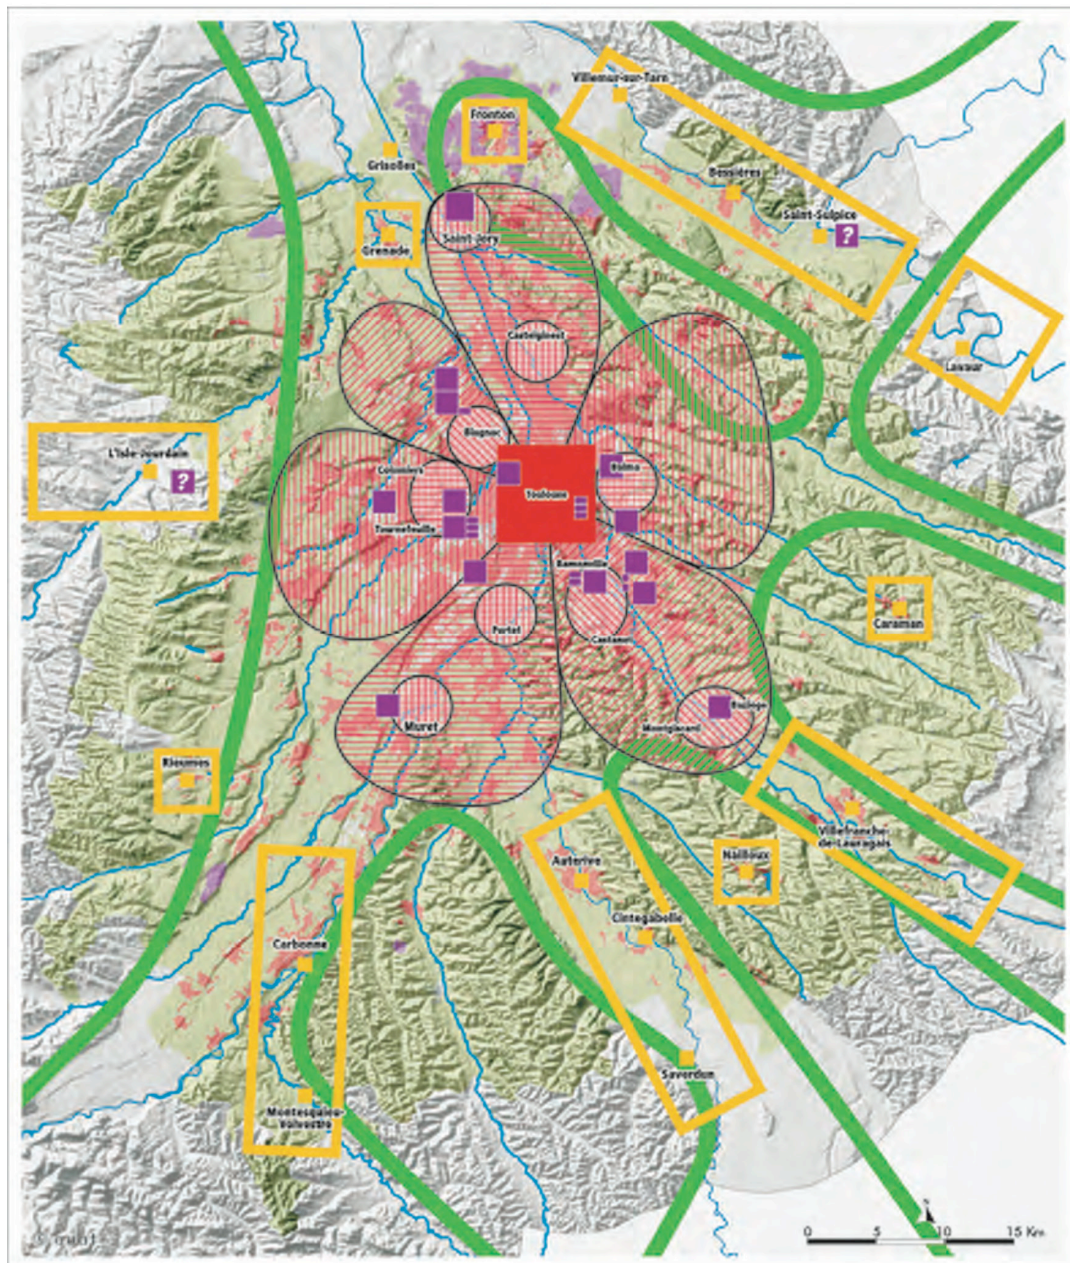 Villemur-sur-Tarn
Fronton
Grisolles
Bessières
Saint-Sulpice
?
Grenade
Saint-Jory
Castelginest
Lavaur
Blagnac
L'Isle-Jourdain
?
Colomiers
Balma
Toulouse
Tournefeuille
Ramonville
Portet
Castanet
Caraman
Muret
Montgiscard
Rieumes
Villefranche-
de-Lauragais
Auterive
Nailloux
Cintegabelle
Carbonne
Saverdun
Montesquieu-
Volvestre
N
0 5 10 15 Km